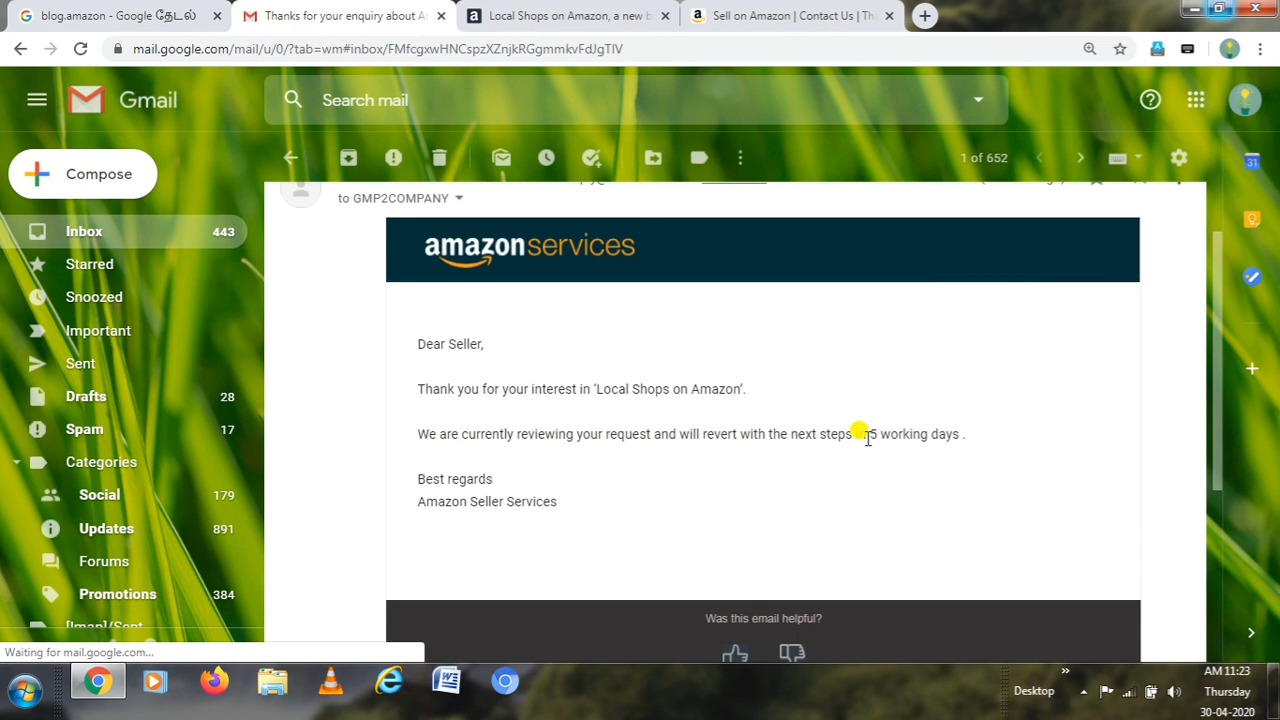 blog.amazon - Google தேடல்
Thanks for your enquiry about A
Local Shops on Amazon, a new b
Sell on Amazon | Contact Us | Tha
mail.google.com/mail/u/0/?tab=wm#inbox/FMfcgxwHNCspzXZnjkRGgmmkvFdJgTlV
Gmail
Search mail
Compose
1 of 652
Inbox 443
Starred
Snoozed
Important
Sent
Drafts 28
Spam 17
Categories
Social 179
Updates 891
Forums
Promotions 384
[Imap]/Sent
to GMP2COMPANY
amazonservices
Dear Seller,
Thank you for your interest in ‘Local Shops on Amazon’.
We are currently reviewing your request and will revert with the next steps 5 working days .
Best regards
Amazon Seller Services
Was this email helpful?
31
Waiting for mail.google.com...
Desktop
AM 11:23
Thursday
30-04-2020